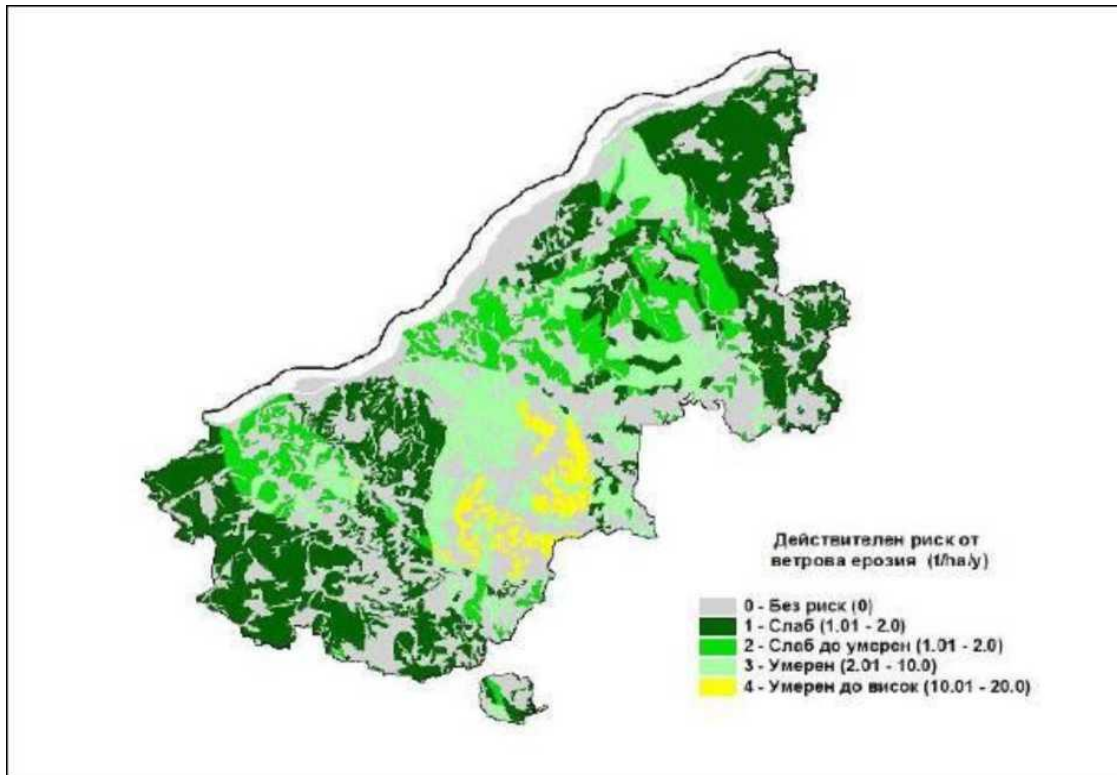 Действителен риск от
ветрова ерозия (t/ha/y)
0 - Без риск (0)
1 - Слаб (1.01 - 2.0)
2 - Слаб до умерен (1.01 - 2.0)
3 - Умерен (2.01 - 10.0)
4 - Умерен до висок (10.01 - 20.0)